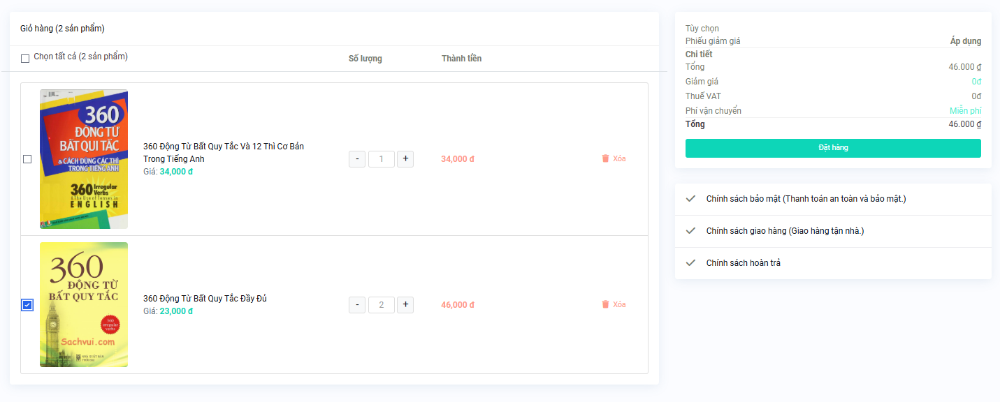 Giỏ hàng (2 sản phẩm)
Chọn tất cả (2 sản phẩm)
Số lượng
Thành tiền
360
ĐỘNG TỪ
BẤT QUI TẮC
& CÁCH DÙNG CÁC THÌ
TRONG TIẾNG ANH
360 Irregular
Verbs
& The Use of Tenses in
ENGLISH
360 Động Từ Bất Quy Tắc Và 12 Thì Cơ Bản
Trong Tiếng Anh
Giá: 34,000 đ
- 1 +
34,000 đ
Xóa
360
ĐỘNG TỪ
BẤT QUY TẮC
360
irregular
verbs
Sachvui.com
NHÀ XUẤT BẢN
THỜI ĐẠI
360 Động Từ Bất Quy Tắc Đầy Đủ
Giá: 23,000 đ
- 2 +
46,000 đ
Xóa
Tùy chọn
Phiếu giảm giá Áp dụng
Chi tiết
Tổng 46.000 ₫
Giảm giá 0đ
Thuế VAT 0đ
Phí vận chuyển Miễn phí
Tổng 46.000 ₫
Đặt hàng
Chính sách bảo mật (Thanh toán an toàn và bảo mật.)
Chính sách giao hàng (Giao hàng tận nhà.)
Chính sách hoàn trả